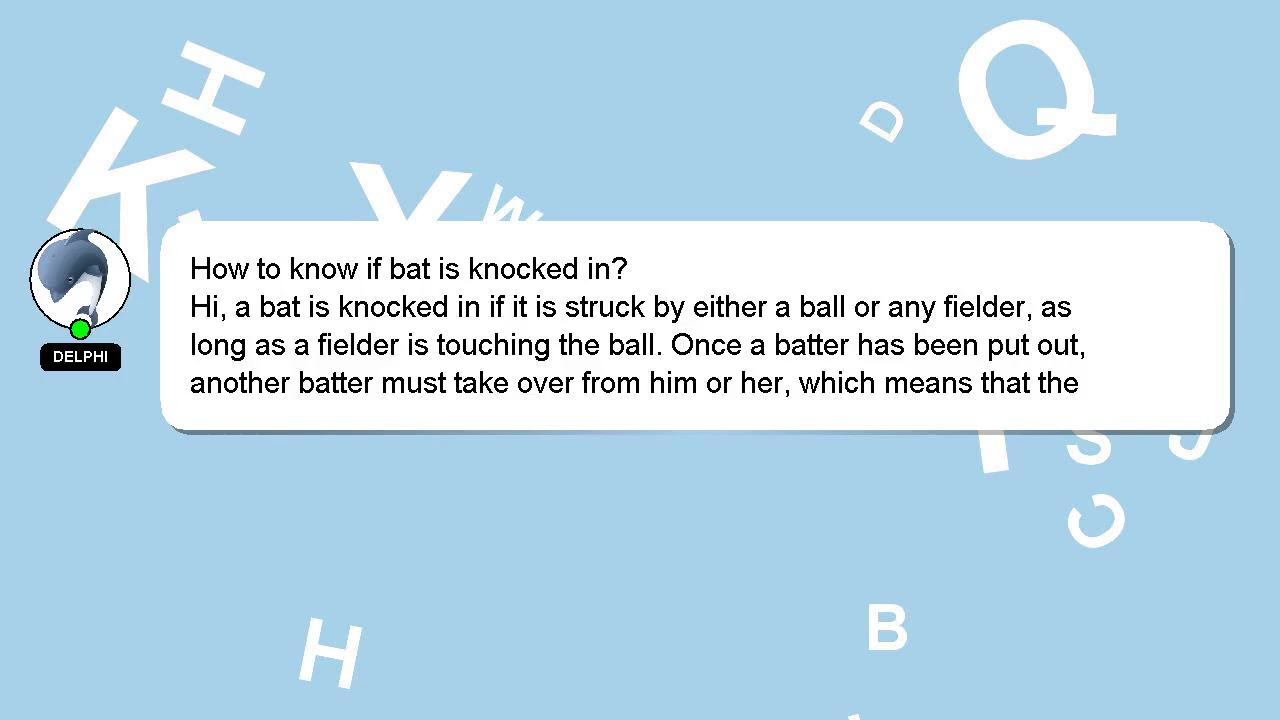 H
D
Q
K
W
How to know if bat is knocked in?
Hi, a bat is knocked in if it is struck by either a ball or any fielder, as
long as a fielder is touching the ball. Once a batter has been put out,
another batter must take over from him or her, which means that the
DELPHI
S
J
C
B
H